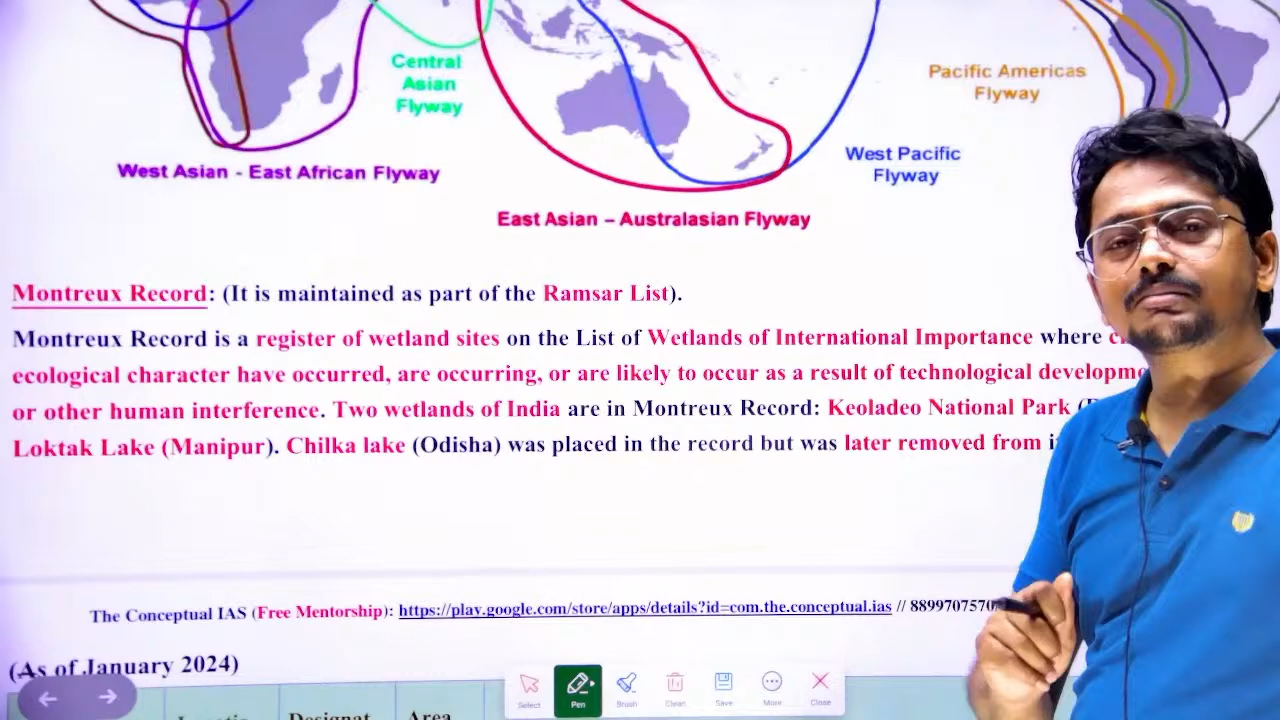 Central
Asian
Flyway
Pacific Americas
Flyway
West Asian - East African Flyway
West Pacific
Flyway
East Asian – Australasian Flyway
Montreux Record: (It is maintained as part of the Ramsar List).
Montreux Record is a register of wetland sites on the List of Wetlands of International Importance where
ecological character have occurred, are occurring, or are likely to occur as a result of technological
or other human interference. Two wetlands of India are in Montreux Record: Keoladeo National Park
Loktak Lake (Manipur). Chilka lake (Odisha) was placed in the record but was later removed from
The Conceptual IAS (Free Mentorship): https://play.google.com/store/apps/details?id=com.the.conceptual.ias // 8899707570
(As of January 2024)
Designat Area
Select Pen Brush Clear Save More Close